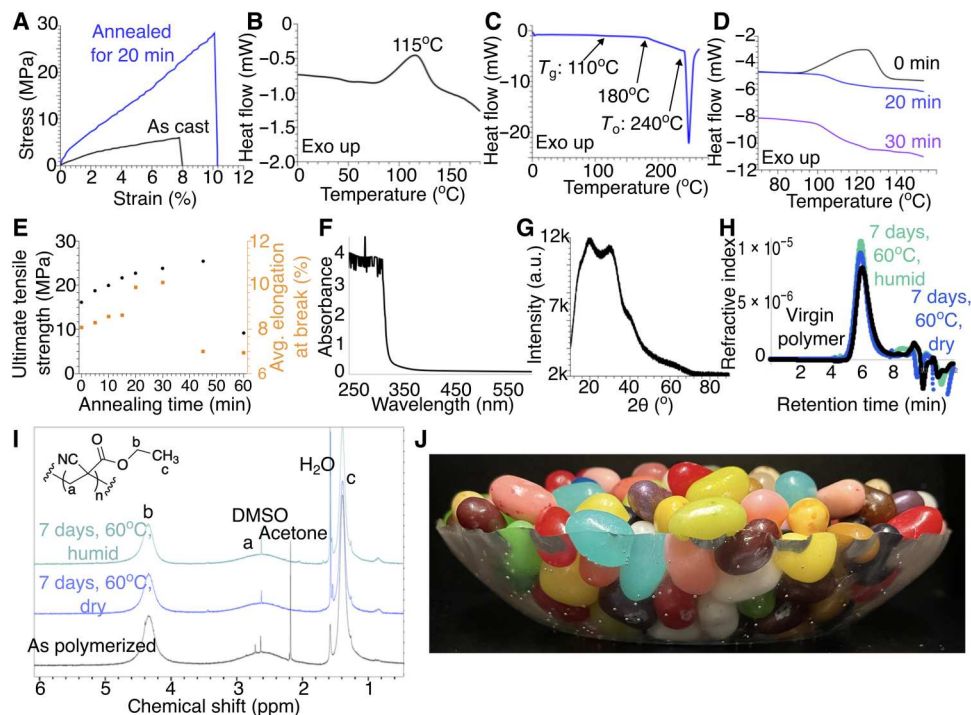 A
Stress (MPa)
30
20
10
0
Annealed
for 20 min
As cast
0 2 4 6 8 10 12
Strain (%)
B
Heat flow (mW)
0
−0.5
−1.0
−1.5
−2.0
115°C
Exo up
0 100
Temperature (°C)
C
Heat flow (mW)
0
−10
−20
Tg: 110°C
180°C
To: 240°C
Exo up
0 100 200
Temperature (°C)
D
Heat flow (mW)
−2
−4
−6
−8
−10
−12
0 min
20 min
30 min
Exo up
80 100 120 140
Temperature (°C)
E
Ultimate tensile
strength (MPa)
30
20
10
0
12
10
8
6
Avg. elongation
at break (%)
0 10 20 30 40 50 60
Annealing time (min)
F
Absorbance
5
4
3
2
1
0
250 350 450 550
Wavelength (nm)
G
Intensity (a.u.)
12k
7k
2k
20 40 60 80
2θ (°)
H
Refractive index
1 × 10⁻⁵
5 × 10⁻⁶
0
7 days,
60°C,
humid
7 days,
60°C,
dry
Virgin
polymer
2 4 6 8
Retention time (min)
I
NC O O b CH₃ c
a n
7 days, 60°C,
humid
7 days, 60°C,
dry
As polymerized
b
DMSO
a Acetone
H₂O
c
6 5 4 3 2 1
Chemical shift (ppm)
J